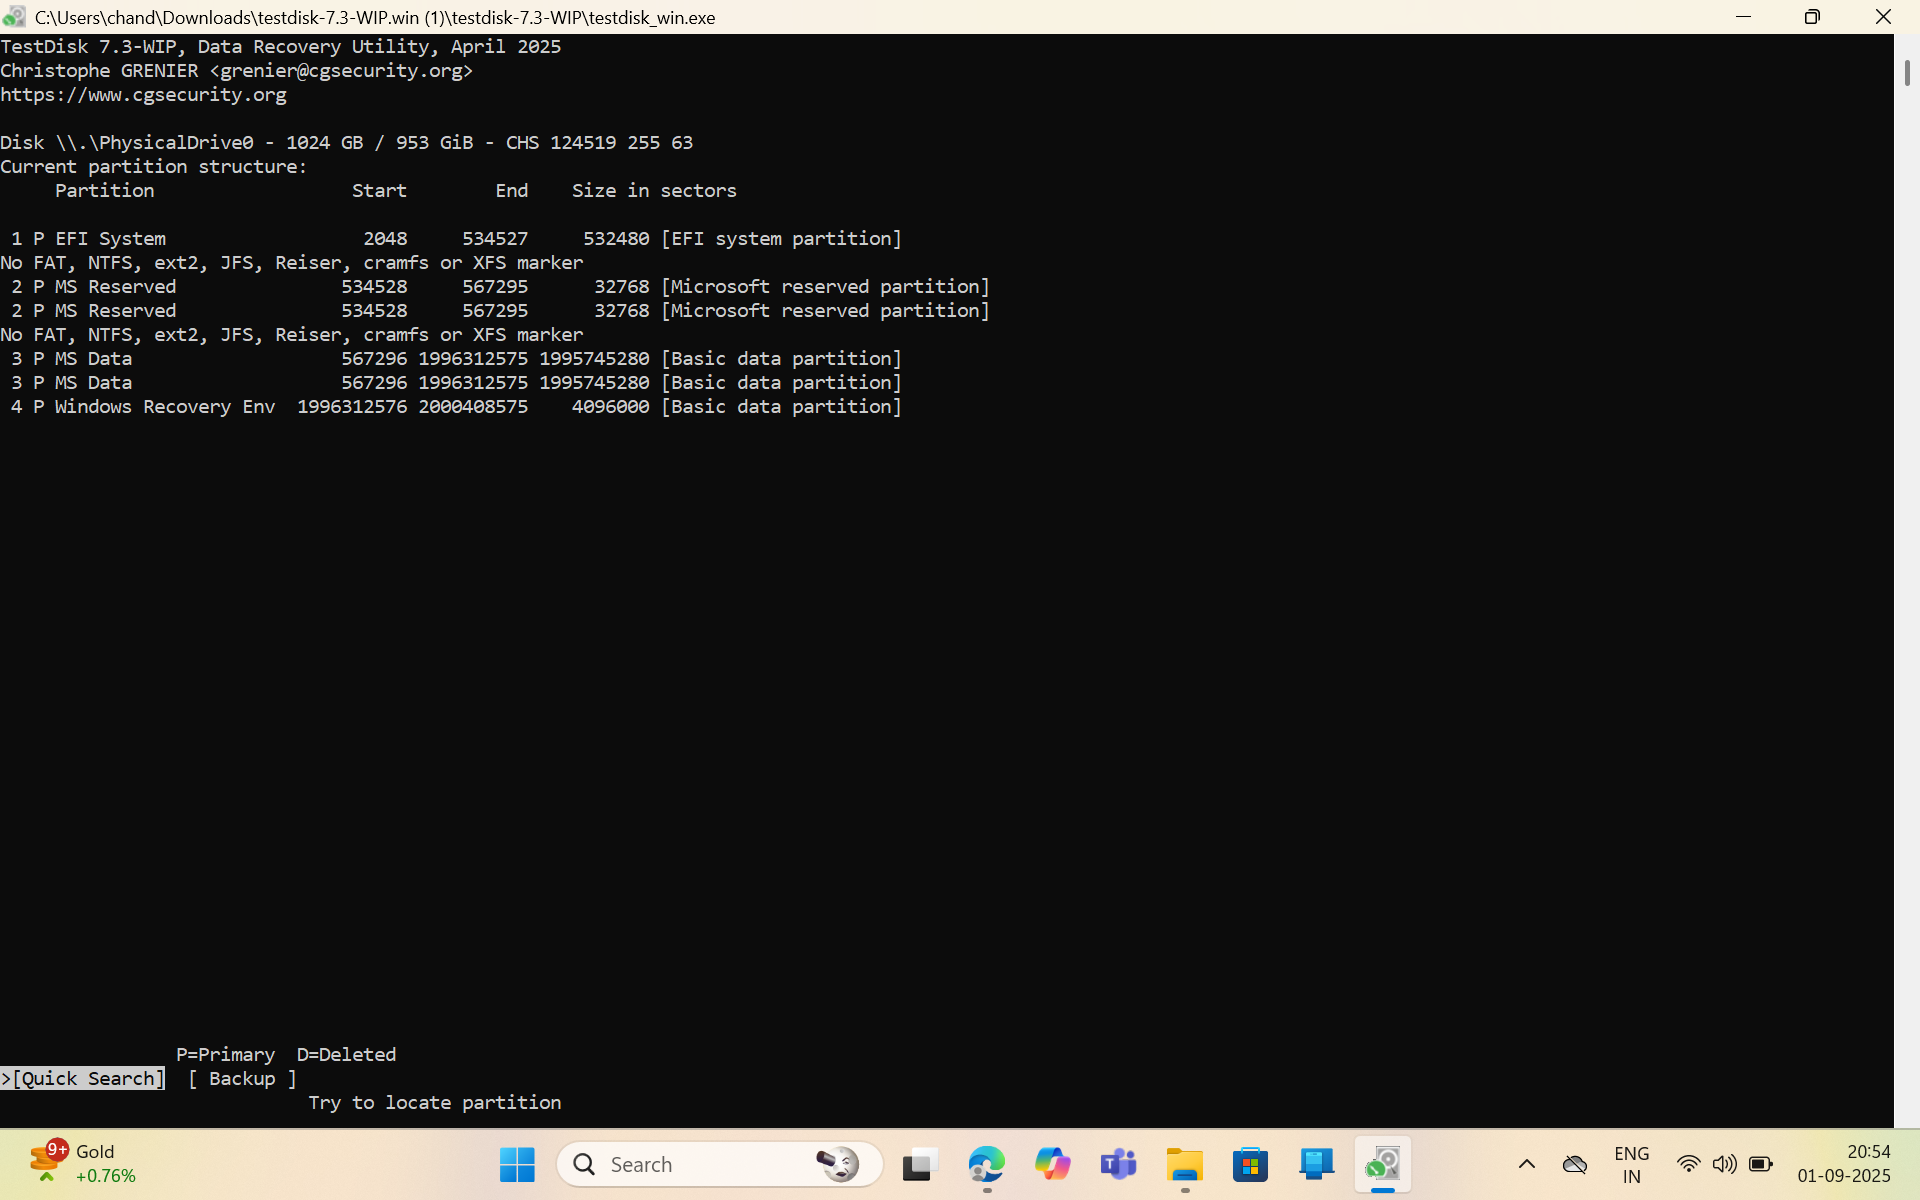 C:\Users\chand\Downloads\testdisk-7.3-WIP.win (1)\testdisk-7.3-WIP\testdisk_win.exe
TestDisk 7.3-WIP, Data Recovery Utility, April 2025
Christophe GRENIER <grenier@cgsecurity.org>
https://www.cgsecurity.org
Disk \\.\PhysicalDrive0 - 1024 GB / 953 GiB - CHS 124519 255 63
Current partition structure:
     Partition                  Start        End    Size in sectors
 1 P EFI System                  2048     534527     532480 [EFI system partition]
No FAT, NTFS, ext2, JFS, Reiser, cramfs or XFS marker
 2 P MS Reserved               534528     567295      32768 [Microsoft reserved partition]
 2 P MS Reserved               534528     567295      32768 [Microsoft reserved partition]
No FAT, NTFS, ext2, JFS, Reiser, cramfs or XFS marker
 3 P MS Data                   567296 1996312575 1995745280 [Basic data partition]
 3 P MS Data                   567296 1996312575 1995745280 [Basic data partition]
 4 P Windows Recovery Env  1996312576 2000408575    4096000 [Basic data partition]
P=Primary  D=Deleted
>[Quick Search]  [ Backup ]
Try to locate partition
9+
Gold
+0.76%
Search
ENG
IN
20:54
01-09-2025